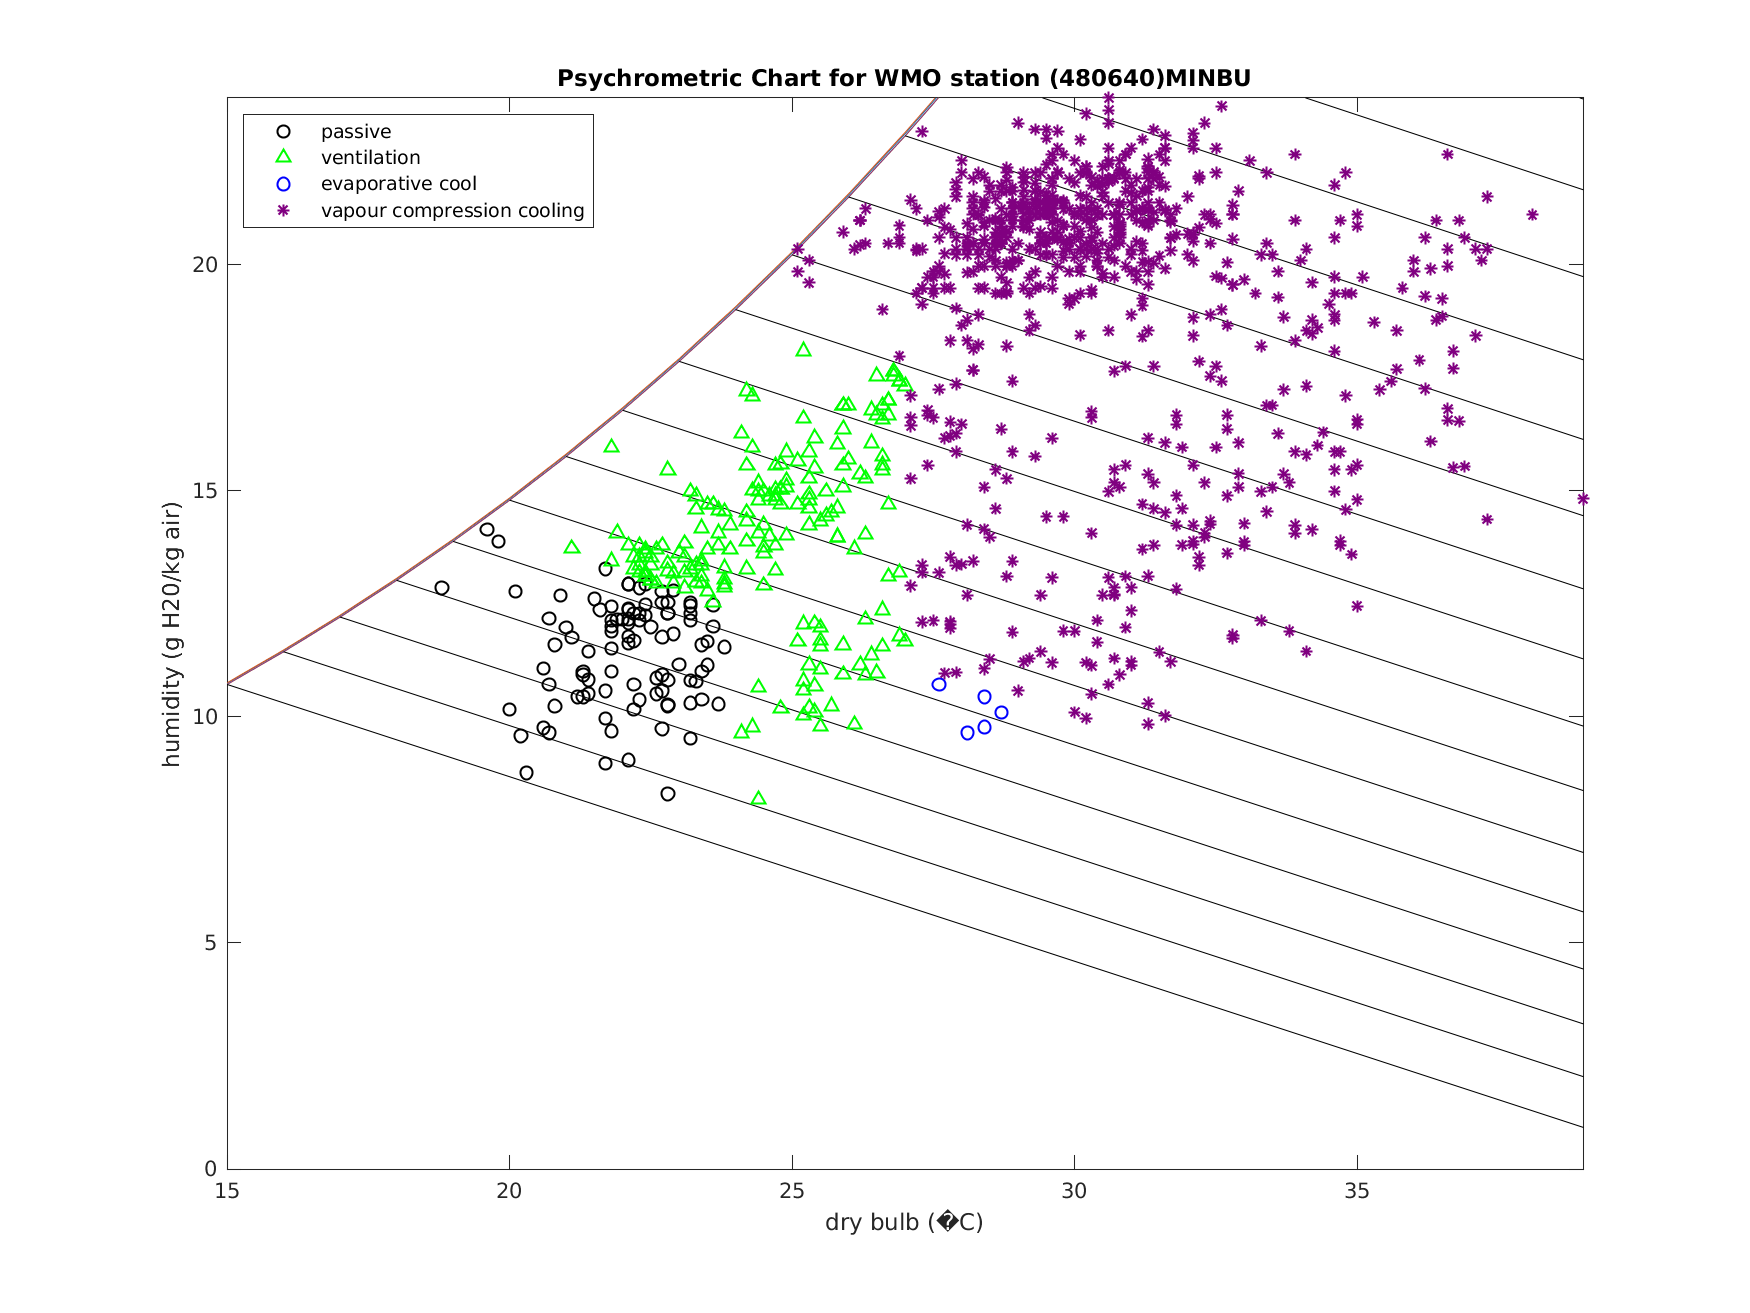 Psychrometric Chart for WMO station (480640)MINBU
passive
ventilation
evaporative cool
vapour compression cooling
humidity (g H20/kg air)
20
15
10
5
0
15 20 25 30 35
dry bulb (�C)